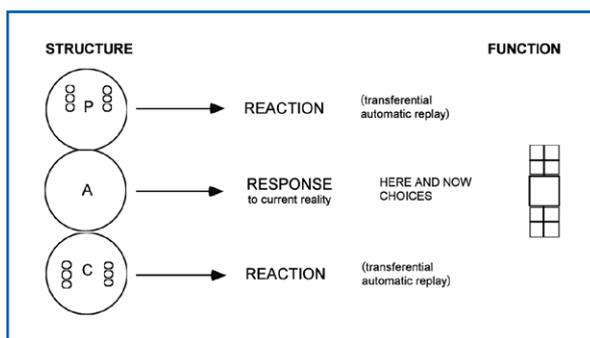 STRUCTURE
FUNCTION
P
REACTION
(transferential
automatic replay)
A
RESPONSE
to current reality
HERE AND NOW
CHOICES
C
REACTION
(transferential
automatic replay)